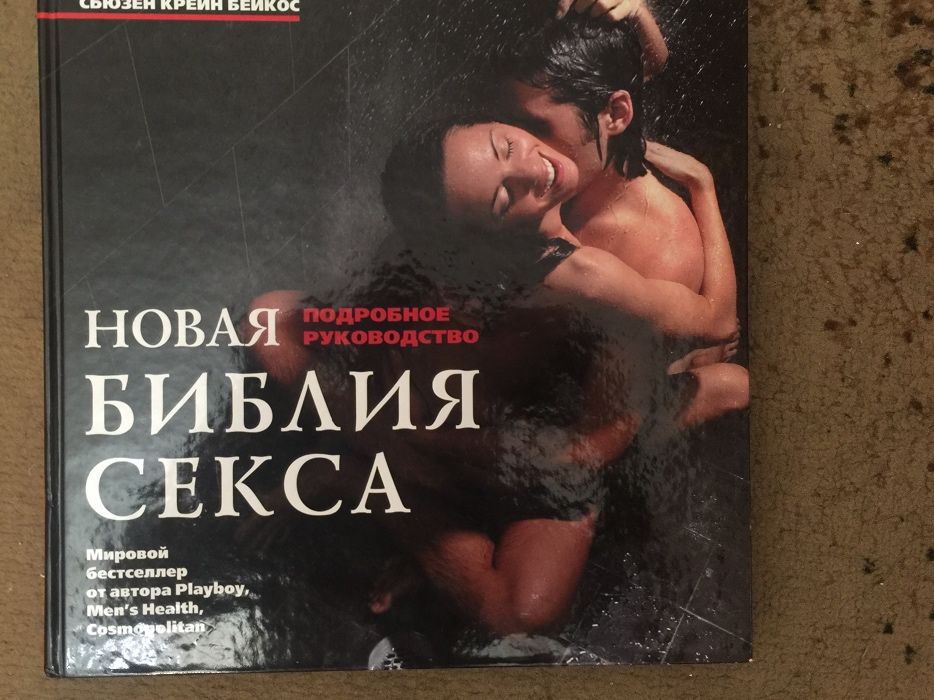 СЬЮЗЕН КРЕЙН БЕЙКОС
НОВАЯ
ПОДРОБНОЕ
РУКОВОДСТВО
БИБЛИЯ
СЕКСА
Мировой
бестселлер
от автора Playboy,
Men's Health,
Cosmopolitan